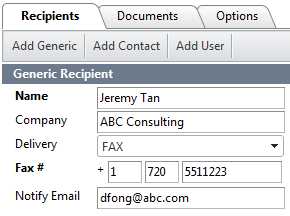 Recipients Documents Options
Add Generic Add Contact Add User
Generic Recipient
Name Jeremy Tan
Company ABC Consulting
Delivery FAX
Fax # + 1 720 5511223
Notify Email dfong@abc.com